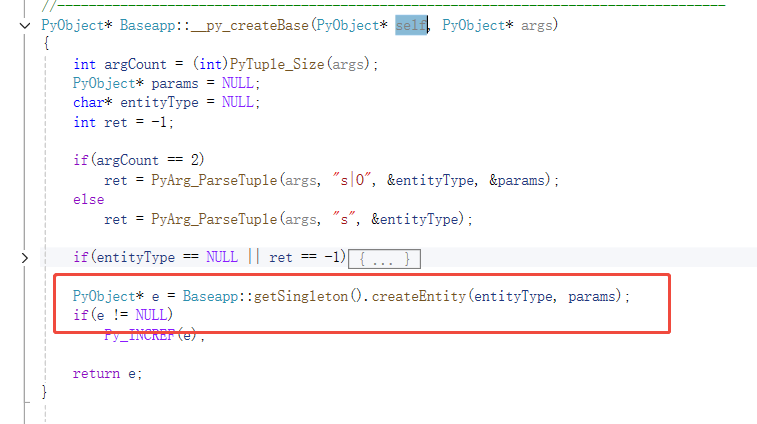 //------------------------------------------------------------------------------------
PyObject* Baseapp::__py_createBase(PyObject* self, PyObject* args)
{
int argCount = (int)PyTuple_Size(args);
PyObject* params = NULL;
char* entityType = NULL;
int ret = -1;
if(argCount == 2)
ret = PyArg_ParseTuple(args, "s|O", &entityType, &params);
else
ret = PyArg_ParseTuple(args, "s", &entityType);
if(entityType == NULL || ret == -1){ ... }
PyObject* e = Baseapp::getSingleton().createEntity(entityType, params);
if(e != NULL)
Py_INCREF(e);
return e;
}